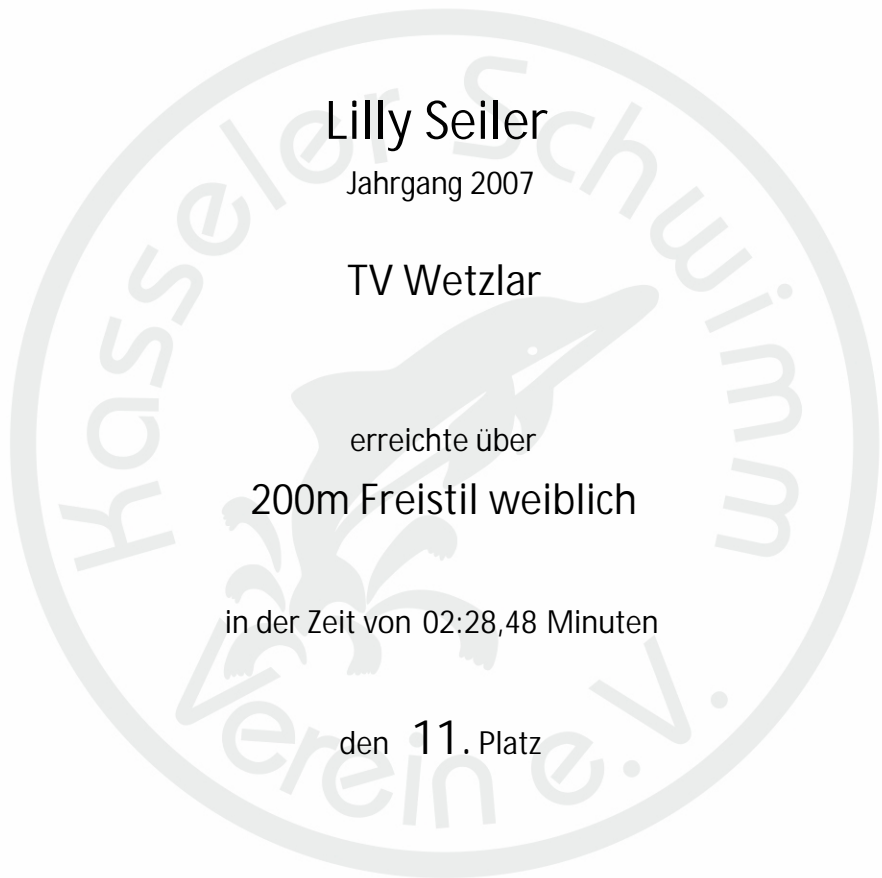 Kasseler Schwimm
Lilly Seiler
Jahrgang 2007
TV Wetzlar
erreichte über
200m Freistil weiblich
in der Zeit von 02:28,48 Minuten
den 11. Platz
Verein e.V.